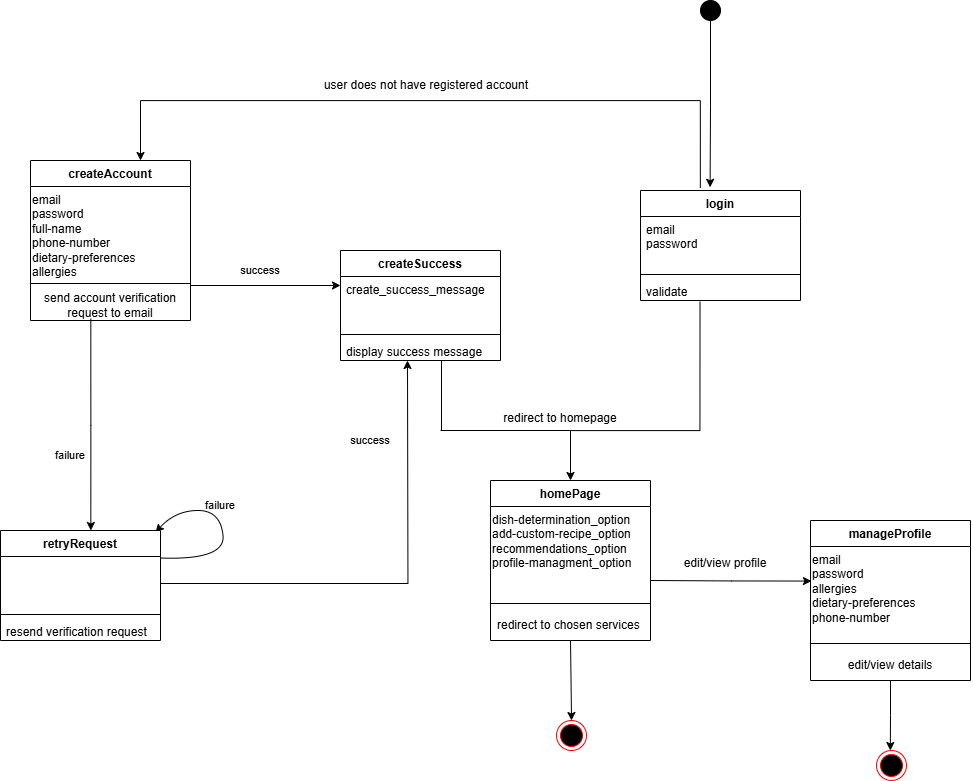 user does not have registered account
createAccount
email
password
full-name
phone-number
dietary-preferences
allergies
send account verification
request to email
login
email
password
validate
success
createSuccess
create_success_message
display success message
redirect to homepage
success
failure
failure
retryRequest
resend verification request
homePage
dish-determination_option
add-custom-recipe_option
recommendations_option
profile-managment_option
redirect to chosen services
edit/view profile
manageProfile
email
password
allergies
dietary-preferences
phone-number
edit/view details